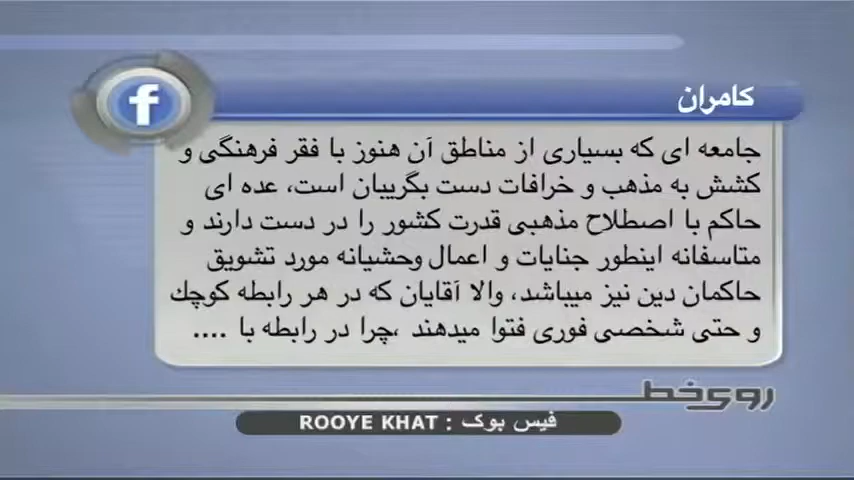 کامران
جامعه ای که بسیاری از مناطق آن هنوز با فقر فرهنگی و
کشش به مذهب و خرافات دست بگریبان است، عده ای
حاکم با اصطلاح مذهبی قدرت کشور را در دست دارند و
متاسفانه اینطور جنایات و اعمال وحشیانه مورد تشویق
حاکمان دین نیز میباشد، والا آقایان که در هر رابطه کوچك
و حتی شخصی فوری فتوا میدهند ،چرا در رابطه با ....
روی خط
فیس بوک : ROOYE KHAT